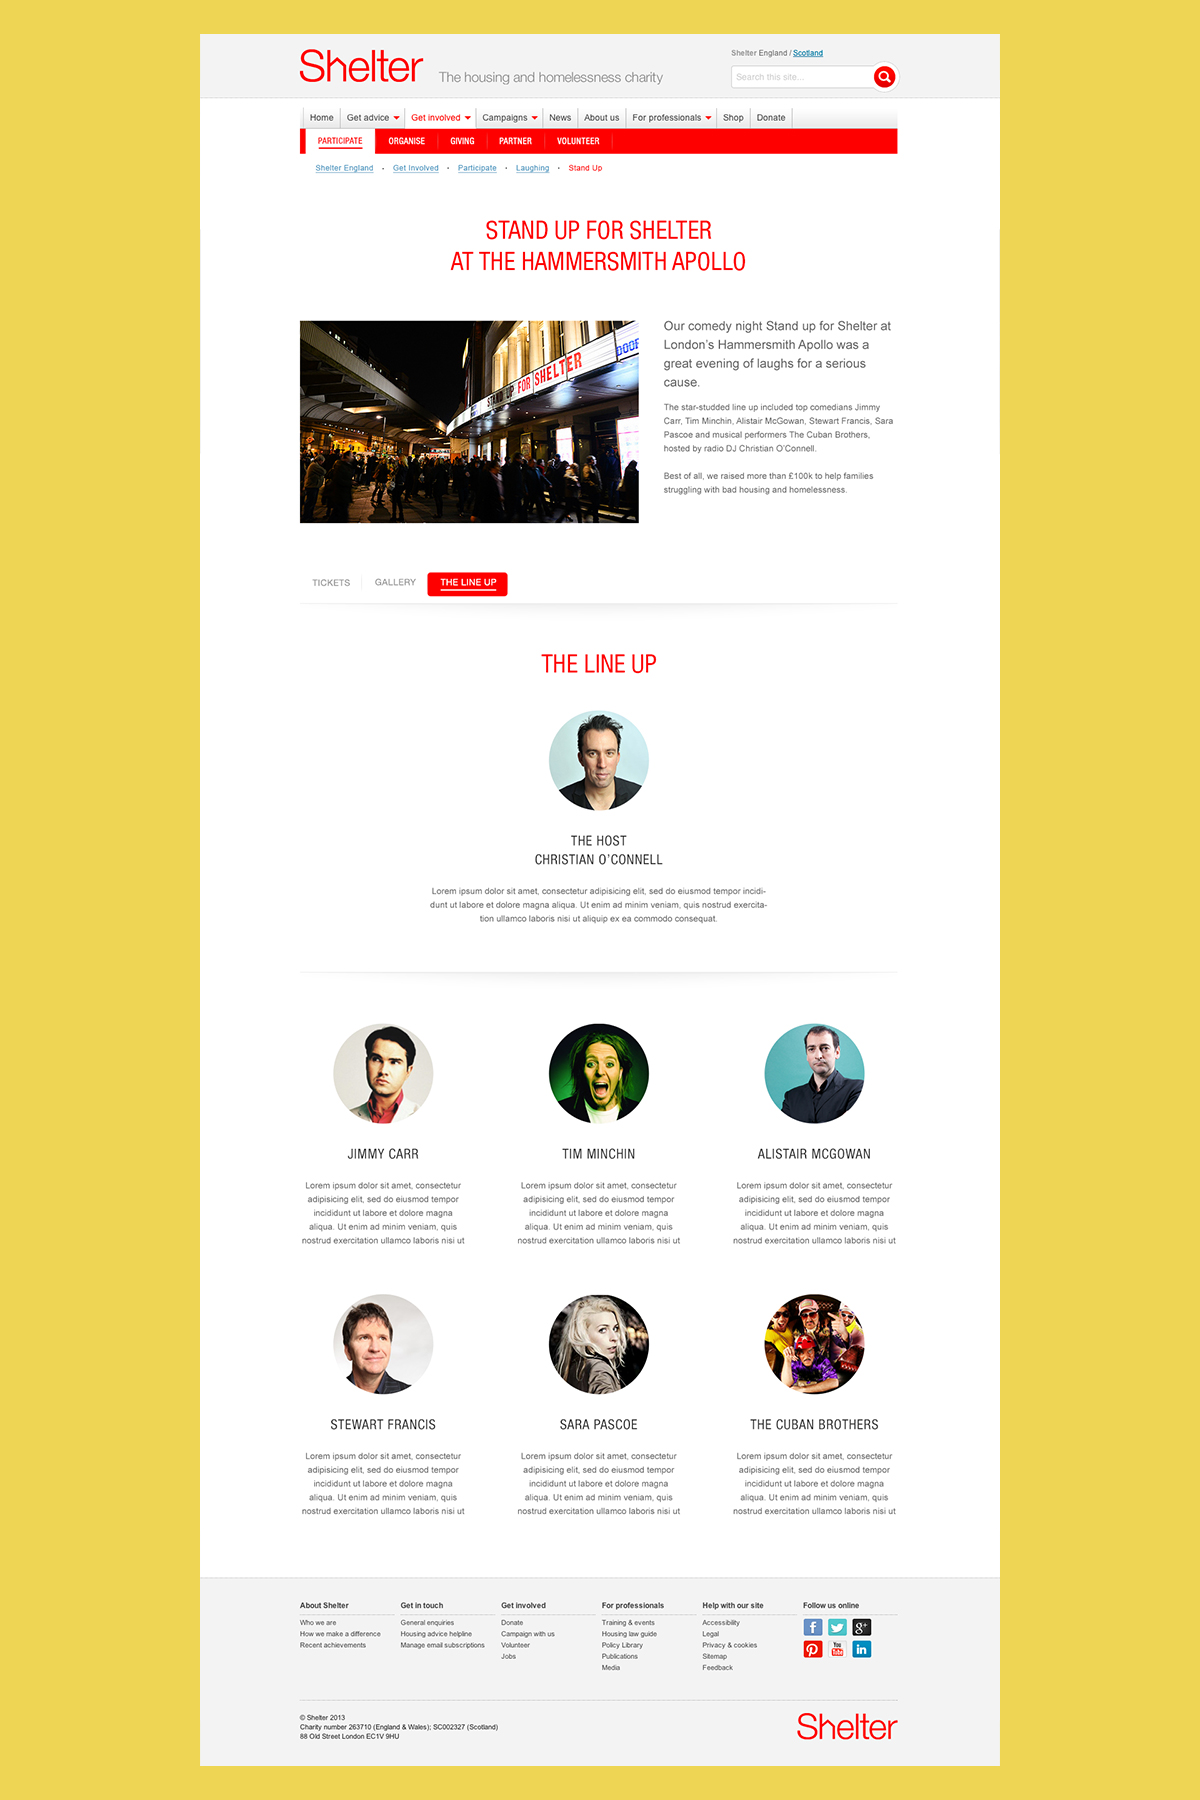 Shelter
The housing and homelessness charity
Shelter England / Scotland
Search this site...
Home Get advice Get involved Campaigns News About us For professionals Shop Donate
PARTICIPATE ORGANISE GIVING PARTNER VOLUNTEER
Shelter England • Get Involved • Participate • Laughing • Stand Up
STAND UP FOR SHELTER
AT THE HAMMERSMITH APOLLO
STAND UP FOR SHELTER
DOOR
Our comedy night Stand up for Shelter at
London's Hammersmith Apollo was a
great evening of laughs for a serious
cause.
The star-studded line up included top comedians Jimmy
Carr, Tim Minchin, Alistair McGowan, Stewart Francis, Sara
Pascoe and musical performers The Cuban Brothers,
hosted by radio DJ Christian O'Connell.
Best of all, we raised more than £100k to help families
struggling with bad housing and homelessness.
TICKETS GALLERY THE LINE UP
THE LINE UP
THE HOST
CHRISTIAN O'CONNELL
Lorem ipsum dolor sit amet, consectetur adipisicing elit, sed do eiusmod tempor incidi-
dunt ut labore et dolore magna aliqua. Ut enim ad minim veniam, quis nostrud exercita-
tion ullamco laboris nisi ut aliquip ex ea commodo consequat.
JIMMY CARR
Lorem ipsum dolor sit amet, consectetur
adipisicing elit, sed do eiusmod tempor
incididunt ut labore et dolore magna
aliqua. Ut enim ad minim veniam, quis
nostrud exercitation ullamco laboris nisi ut
TIM MINCHIN
Lorem ipsum dolor sit amet, consectetur
adipisicing elit, sed do eiusmod tempor
incididunt ut labore et dolore magna
aliqua. Ut enim ad minim veniam, quis
nostrud exercitation ullamco laboris nisi ut
ALISTAIR MCGOWAN
Lorem ipsum dolor sit amet, consectetur
adipisicing elit, sed do eiusmod tempor
incididunt ut labore et dolore magna
aliqua. Ut enim ad minim veniam, quis
nostrud exercitation ullamco laboris nisi ut
STEWART FRANCIS
Lorem ipsum dolor sit amet, consectetur
adipisicing elit, sed do eiusmod tempor
incididunt ut labore et dolore magna
aliqua. Ut enim ad minim veniam, quis
nostrud exercitation ullamco laboris nisi ut
SARA PASCOE
Lorem ipsum dolor sit amet, consectetur
adipisicing elit, sed do eiusmod tempor
incididunt ut labore et dolore magna
aliqua. Ut enim ad minim veniam, quis
nostrud exercitation ullamco laboris nisi ut
THE CUBAN BROTHERS
Lorem ipsum dolor sit amet, consectetur
adipisicing elit, sed do eiusmod tempor
incididunt ut labore et dolore magna
aliqua. Ut enim ad minim veniam, quis
nostrud exercitation ullamco laboris nisi ut
About Shelter
Who we are
How we make a difference
Recent achievements
Get in touch
General enquiries
Housing advice helpline
Manage email subscriptions
Get involved
Donate
Campaign with us
Volunteer
Jobs
For professionals
Training & events
Housing law guide
Policy Library
Publications
Media
Help with our site
Accessibility
Legal
Privacy & cookies
Sitemap
Feedback
Follow us online
f
g+
You
Tube
in
© Shelter 2013
Charity number 263710 (England & Wales); SC002327 (Scotland)
88 Old Street London EC1V 9HU
Shelter